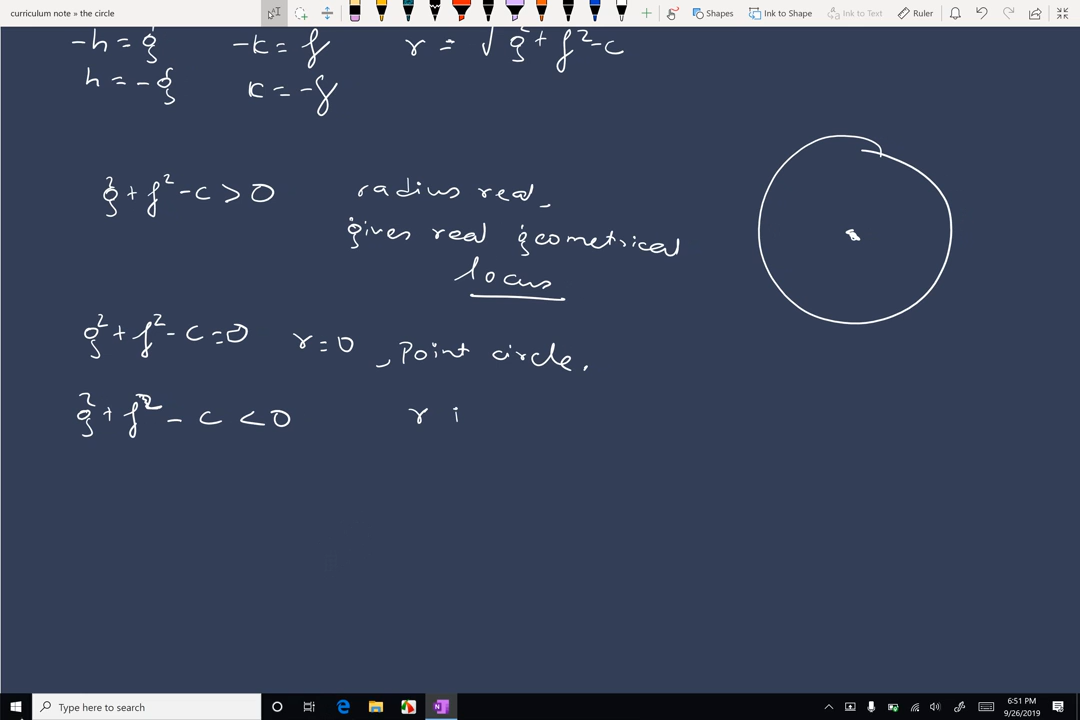 curriculum note » the circle
Shapes Ink to Shape Ink to Text Ruler
-h = g -k = f r = √g²+f²-c
h = -g k = -f
g²+f²-c>0 radius real,
gives real geometrical
locus
g²+f²-c=0 r=0 , Point circle.
g²+f²-c<0 r i
Type here to search
6:51 PM
9/26/2019